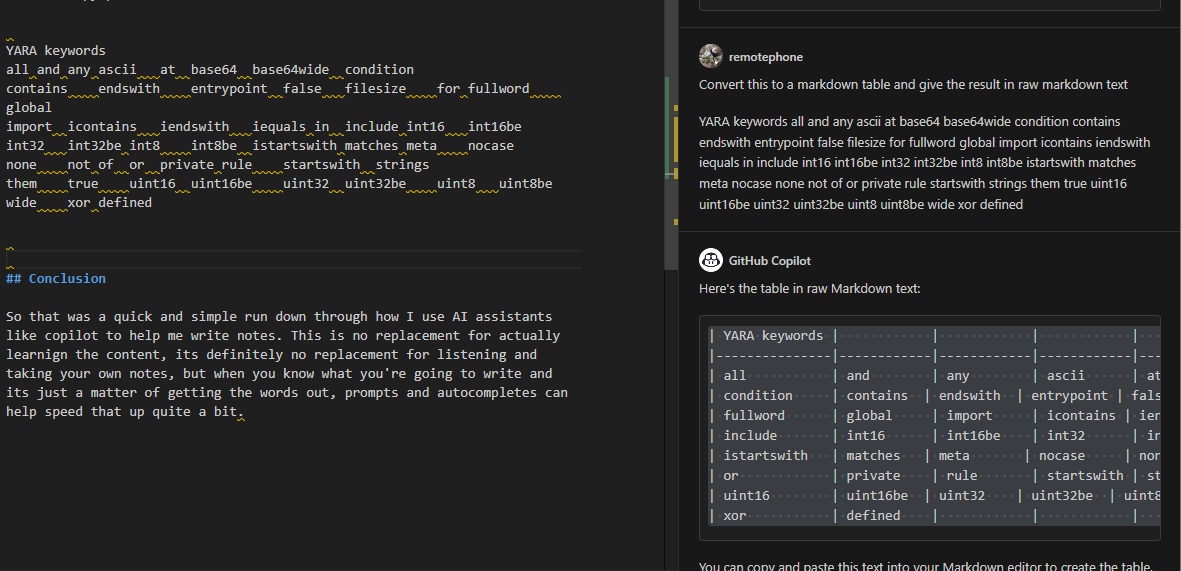 YARA keywords
all and any ascii at base64 base64wide condition
contains endswith entrypoint false filesize for fullword
global
import icontains iendswith iequals in include int16 int16be
int32 int32be int8 int8be istartswith matches meta nocase
none not of or private rule startswith strings
them true uint16 uint16be uint32 uint32be uint8 uint8be
wide xor defined
## Conclusion
So that was a quick and simple run down through how I use AI assistants
like copilot to help me write notes. This is no replacement for actually
learnign the content, its definitely no replacement for listening and
taking your own notes, but when you know what you're going to write and
its just a matter of getting the words out, prompts and autocompletes can
help speed that up quite a bit.
remotephone
Convert this to a markdown table and give the result in raw markdown text
YARA keywords all and any ascii at base64 base64wide condition contains
endswith entrypoint false filesize for fullword global import icontains iendswith
iequals in include int16 int16be int32 int32be int8 int8be istartswith matches
meta nocase none not of or private rule startswith strings them true uint16
uint16be uint32 uint32be uint8 uint8be wide xor defined
GitHub Copilot
Here's the table in raw Markdown text:
| YARA keywords | | | |
|---------------|------------|------------|------------|---
| all | and | any | ascii | at
| condition | contains | endswith | entrypoint | fals
| fullword | global | import | icontains | ien
| include | int16 | int16be | int32 | in
| istartswith | matches | meta | nocase | non
| or | private | rule | startswith | st
| uint16 | uint16be | uint32 | uint32be | uint8
| xor | defined | | |
You can copy and paste this text into your Markdown editor to create the table.